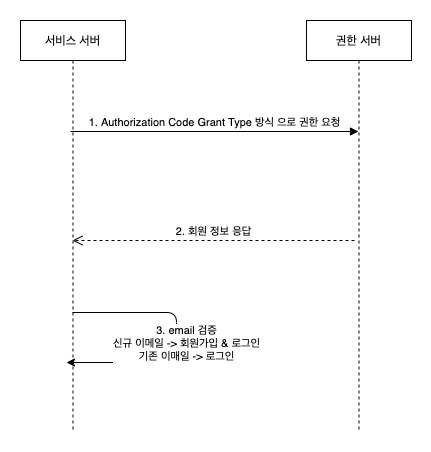 서비스 서버
권한 서버
1. Authorization Code Grant Type 방식 으로 권한 요청
2. 회원 정보 응답
3. email 검증
신규 이메일 -> 회원가입 & 로그인
기존 이매일 -> 로그인